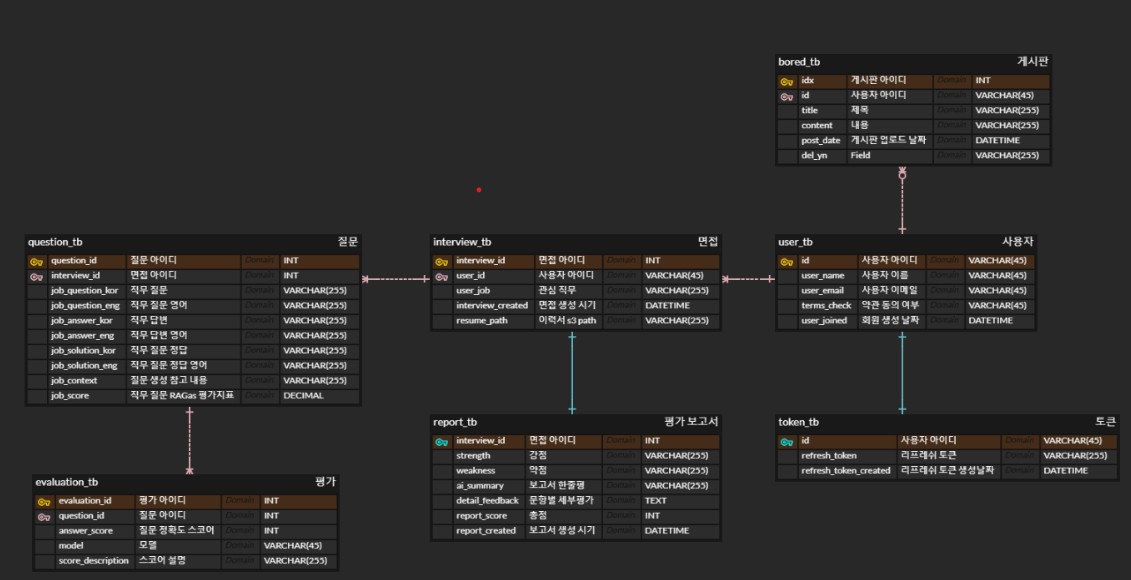 bored_tb 게시판
idx 게시판 아이디 Domain INT
id 사용자 아이디 Domain VARCHAR(45)
title 제목 Domain VARCHAR(255)
content 내용 Domain VARCHAR(255)
post_date 게시판 업로드 날짜 Domain DATETIME
del_yn Field Domain VARCHAR(255)
question_tb 질문
question_id 질문 아이디 Domain INT
interview_id 면접 아이디 Domain INT
job_question_kor 직무 질문 Domain VARCHAR(255)
job_question_eng 직무 질문 영어 Domain VARCHAR(255)
job_answer_kor 직무 답변 Domain VARCHAR(255)
job_answer_eng 직무 답변 영어 Domain VARCHAR(255)
job_solution_kor 직무 질문 정답 Domain VARCHAR(255)
job_solution_eng 직무 질문 정답 영어 Domain VARCHAR(255)
job_context 질문 생성 참고 내용 Domain VARCHAR(255)
job_score 직무 질문 RAGas 평가지표 Domain DECIMAL
interview_tb 면접
interview_id 면접 아이디 Domain INT
user_id 사용자 아이디 Domain VARCHAR(45)
user_job 관심 직무 Domain VARCHAR(255)
interview_created 면접 생성 시기 Domain DATETIME
resume_path 이력서 s3 path Domain VARCHAR(255)
user_tb 사용자
id 사용자 아이디 Domain VARCHAR(45)
user_name 사용자 이름 Domain VARCHAR(45)
user_email 사용자 이메일 Domain VARCHAR(45)
terms_check 약관 동의 여부 Domain VARCHAR(45)
user_joined 회원 생성 날짜 Domain DATETIME
evaluation_tb 평가
evaluation_id 평가 아이디 Domain INT
question_id 질문 아이디 Domain INT
answer_score 질문 정확도 스코어 Domain INT
model 모델 Domain VARCHAR(45)
score_description 스코어 설명 Domain VARCHAR(255)
report_tb 평가 보고서
interview_id 면접 아이디 Domain INT
strength 강점 Domain VARCHAR(255)
weakness 약점 Domain VARCHAR(255)
ai_summary 보고서 한줄평 Domain VARCHAR(255)
detail_feedback 문항별 세부평가 Domain TEXT
report_score 총점 Domain INT
report_created 보고서 생성 시기 Domain DATETIME
token_tb 토큰
id 사용자 아이디 Domain VARCHAR(45)
refresh_token 리프레쉬 토큰 Domain VARCHAR(255)
refresh_token_created 리프레쉬 토큰 생성날짜 Domain DATETIME